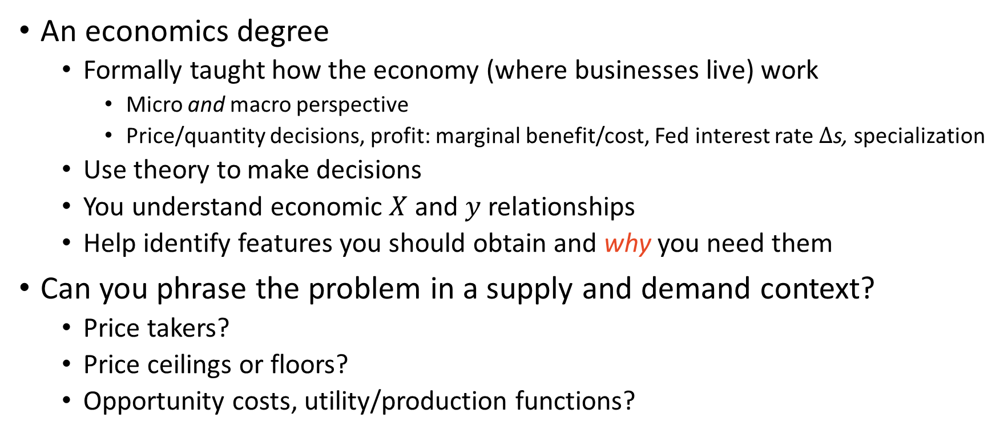 • An economics degree
• Formally taught how the economy (where businesses live) work
• Micro and macro perspective
• Price/quantity decisions, profit: marginal benefit/cost, Fed interest rate Δs, specialization
• Use theory to make decisions
• You understand economic X and y relationships
• Help identify features you should obtain and why you need them
• Can you phrase the problem in a supply and demand context?
• Price takers?
• Price ceilings or floors?
• Opportunity costs, utility/production functions?